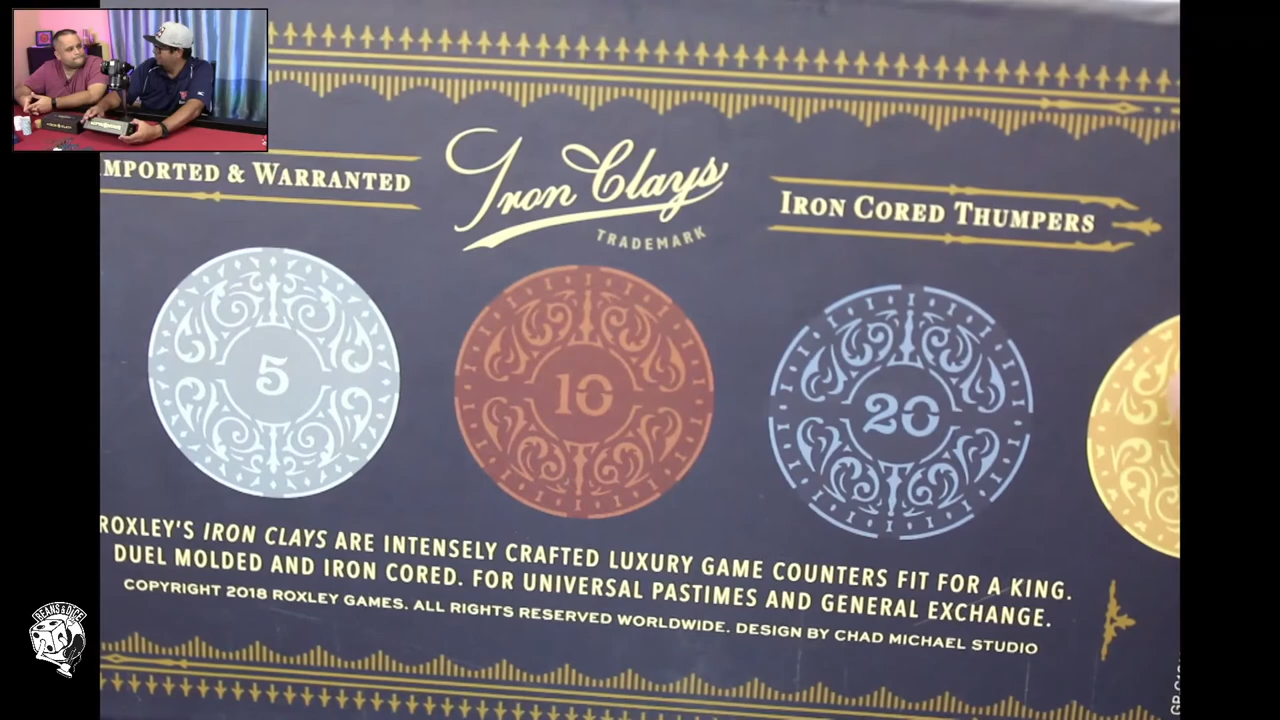 MPORTED & WARRANTED
Iron Clays
TRADEMARK
IRON CORED THUMPERS
5
10
20
ROXLEY'S IRON CLAYS ARE INTENSELY CRAFTED LUXURY GAME COUNTERS FIT FOR A KING.
DUEL MOLDED AND IRON CORED. FOR UNIVERSAL PASTIMES AND GENERAL EXCHANGE.
COPYRIGHT 2018 ROXLEY GAMES. ALL RIGHTS RESERVED WORLDWIDE. DESIGN BY CHAD MICHAEL STUDIO
BEANS & DICE